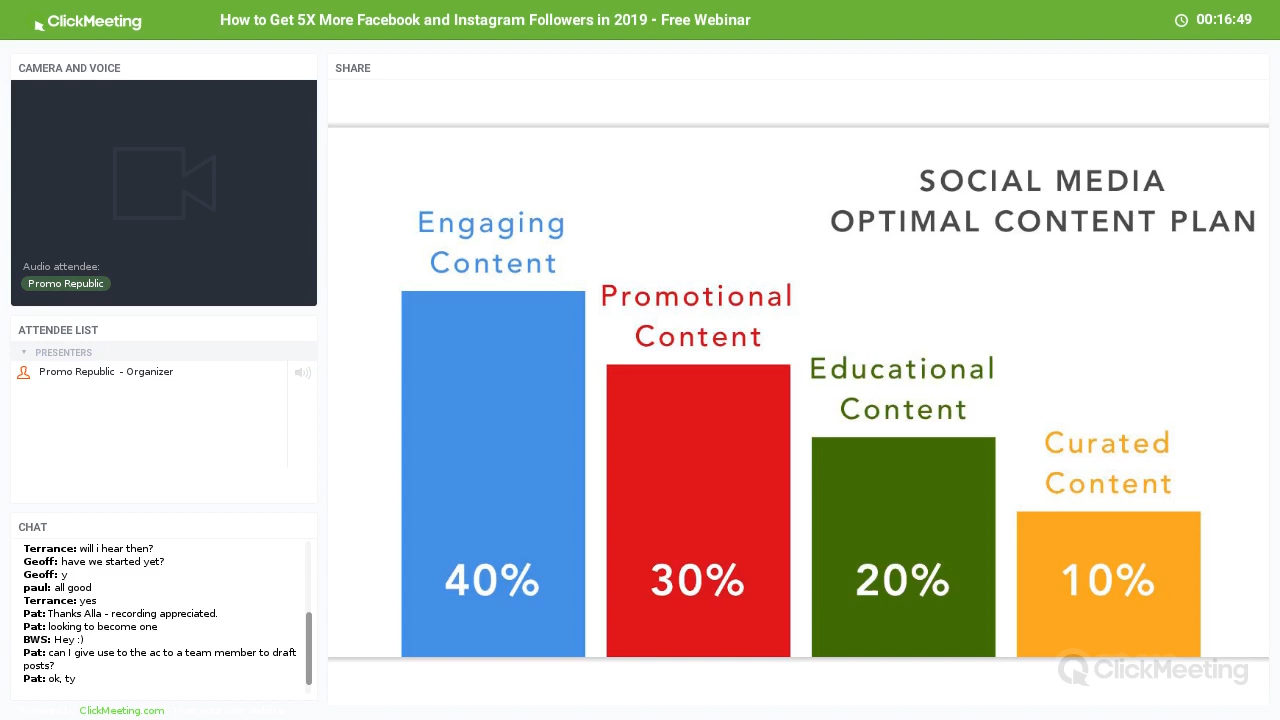 ClickMeeting
How to Get 5X More Facebook and Instagram Followers in 2019 - Free Webinar
00:16:49
CAMERA AND VOICE
Audio attendee:
Promo Republic
ATTENDEE LIST
PRESENTERS
Promo Republic - Organizer
CHAT
Terrance: will i hear then?
Geoff: have we started yet?
Geoff: y
paul: all good
Terrance: yes
Pat: Thanks Alla - recording appreciated.
Pat: looking to become one
BWS: Hey :)
Pat: can I give use to the ac to a team member to draft
posts?
Pat: ok, ty
ClickMeeting.com
SHARE
SOCIAL MEDIA
OPTIMAL CONTENT PLAN
Engaging
Content
40%
Promotional
Content
30%
Educational
Content
20%
Curated
Content
10%
ClickMeeting